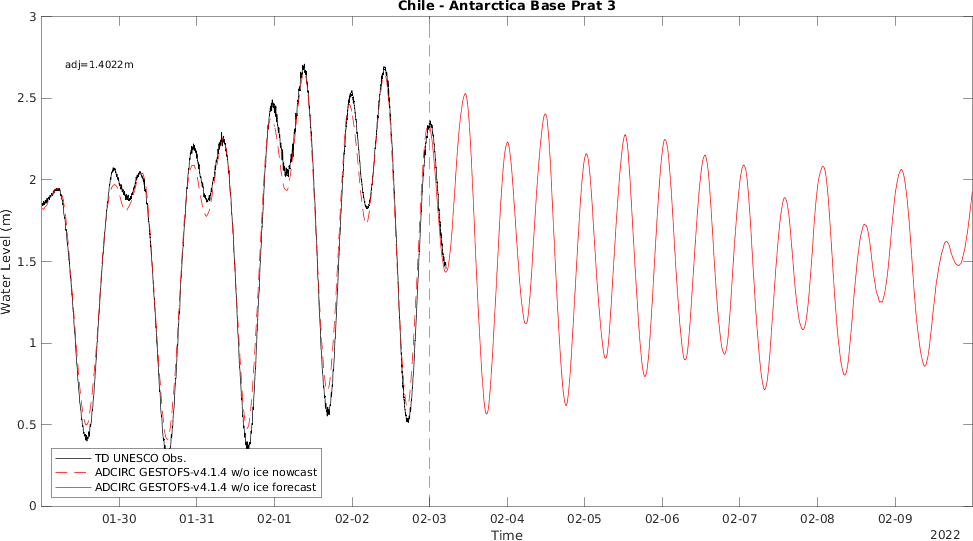 Chile - Antarctica Base Prat 3
adj=1.4022m
Water Level (m)
3
2.5
2
1.5
1
0.5
0
TD UNESCO Obs.
ADCIRC GESTOFS-v4.1.4 w/o ice nowcast
ADCIRC GESTOFS-v4.1.4 w/o ice forecast
01-30 01-31 02-01 02-02 02-03 02-04 02-05 02-06 02-07 02-08 02-09
Time
2022